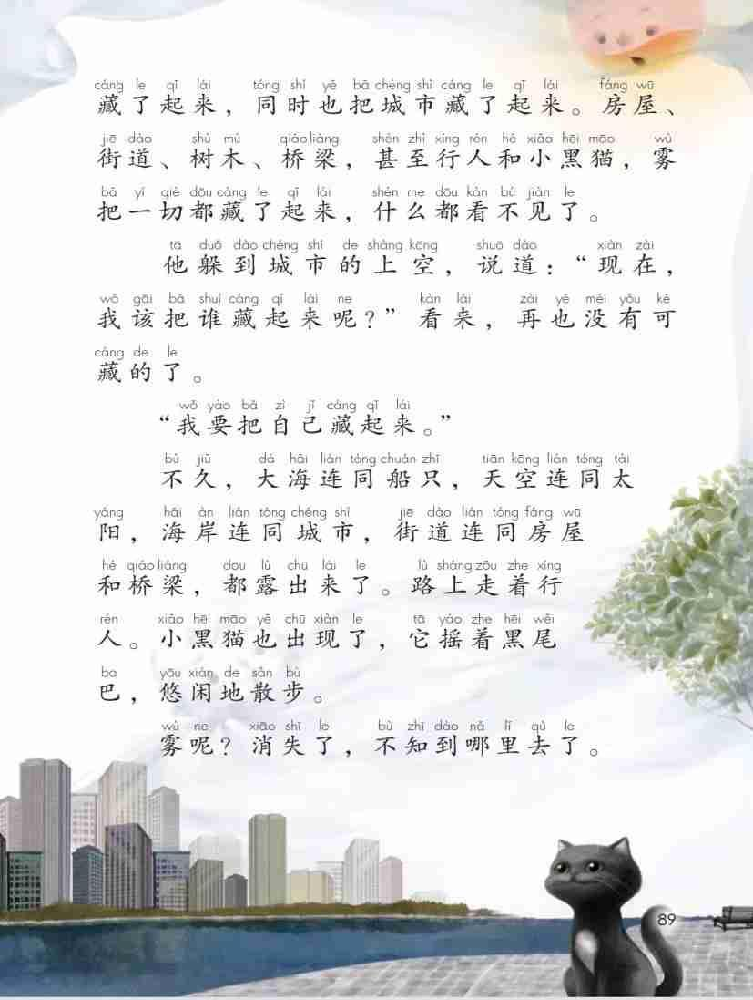 cáng le qǐ lái tóng shí yě bǎ chéng shì cáng le qǐ lái fáng wū
藏了起来，同时也把城市藏了起来。房屋、
jiē dào shù mù qiáo liáng shèn zhì xíng rén hé xiǎo hēi māo wù
街道、树木、桥梁，甚至行人和小黑猫，雾
bǎ yí qiè dōu cáng le qǐ lái shén me dōu kàn bú jiàn le
把一切都藏了起来，什么都看不见了。
tā duǒ dào chéng shì de shàng kōng shuō dào xiàn zài
他躲到城市的上空，说道：“现在，
wǒ gāi bǎ shuí cáng qǐ lái ne kàn lái zài yě méi yǒu kě
我该把谁藏起来呢？”看来，再也没有可
cáng de le
藏的了。
wǒ yào bǎ zì jǐ cáng qǐ lái
“我要把自己藏起来。”
bù jiǔ dà hǎi lián tóng chuán zhī tiān kōng lián tóng tài
不久，大海连同船只，天空连同太
yáng hǎi àn lián tóng chéng shì jiē dào lián tóng fáng wū
阳，海岸连同城市，街道连同房屋
hé qiáo liáng dōu lù chū lái le lù shàng zǒu zhe xíng
和桥梁，都露出来了。路上走着行
rén xiǎo hēi māo yě chū xiàn le tā yáo zhe hēi wěi
人。小黑猫也出现了，它摇着黑尾
ba yōu xián de sàn bù
巴，悠闲地散步。
wù ne xiāo shī le bù zhī dào nǎ lǐ qù le
雾呢？消失了，不知到哪里去了。
89